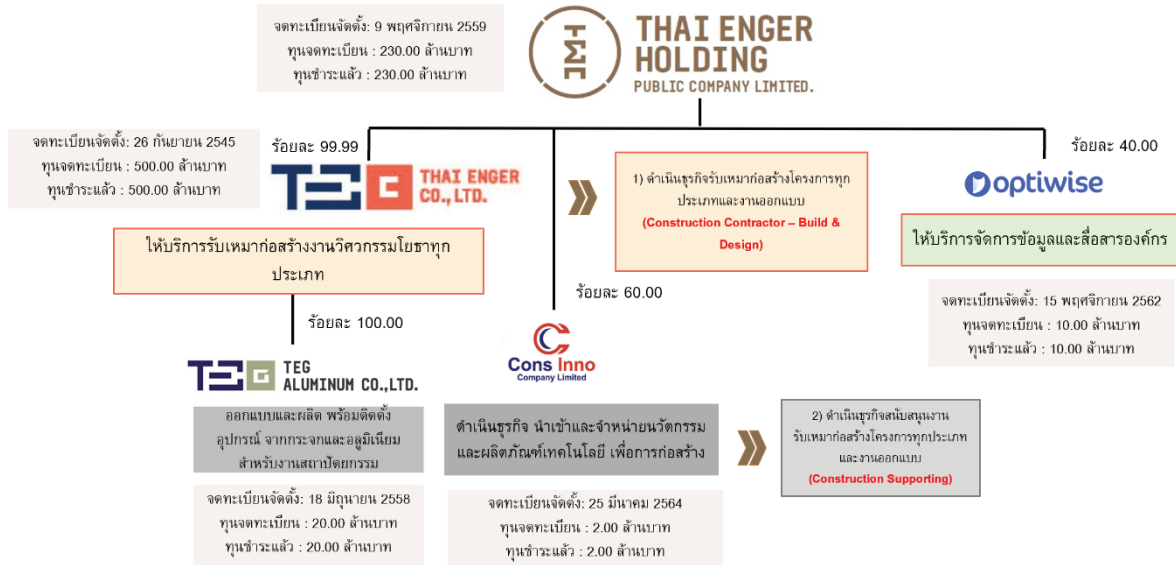 จดทะเบียนจัดตั้ง: 9 พฤศจิกายน 2559
ทุนจดทะเบียน : 230.00 ล้านบาท
ทุนชำระแล้ว : 230.00 ล้านบาท
THAI ENGER
HOLDING
PUBLIC COMPANY LIMITED.
จดทะเบียนจัดตั้ง: 26 กันยายน 2545
ทุนจดทะเบียน : 500.00 ล้านบาท
ทุนชำระแล้ว : 500.00 ล้านบาท
ร้อยละ 99.99
TEG
THAI ENGER
CO., LTD.
ให้บริการรับเหมาก่อสร้างงานวิศวกรรมโยธาทุก
ประเภท
1) ดำเนินธุรกิจรับเหมาก่อสร้างโครงการทุก
ประเภทและงานออกแบบ
(Construction Contractor – Build &
Design)
ร้อยละ 40.00
optiwise
ให้บริการจัดการข้อมูลและสื่อสารองค์กร
จดทะเบียนจัดตั้ง: 15 พฤศจิกายน 2562
ทุนจดทะเบียน : 10.00 ล้านบาท
ทุนชำระแล้ว : 10.00 ล้านบาท
ร้อยละ 100.00
TEG
TEG
ALUMINUM CO.,LTD.
ออกแบบและผลิต พร้อมติดตั้ง
อุปกรณ์ จากกระจกและอลูมิเนียม
สำหรับงานสถาปัตยกรรม
จดทะเบียนจัดตั้ง: 18 มิถุนายน 2558
ทุนจดทะเบียน : 20.00 ล้านบาท
ทุนชำระแล้ว : 20.00 ล้านบาท
ร้อยละ 60.00
Cons Inno
Company Limited
ดำเนินธุรกิจ นำเข้าและจำหน่ายนวัตกรรม
และผลิตภัณฑ์เทคโนโลยี เพื่อการก่อสร้าง
จดทะเบียนจัดตั้ง: 25 มีนาคม 2564
ทุนจดทะเบียน : 2.00 ล้านบาท
ทุนชำระแล้ว : 2.00 ล้านบาท
2) ดำเนินธุรกิจสนับสนุนงาน
รับเหมาก่อสร้างโครงการทุกประเภท
และงานออกแบบ
(Construction Supporting)